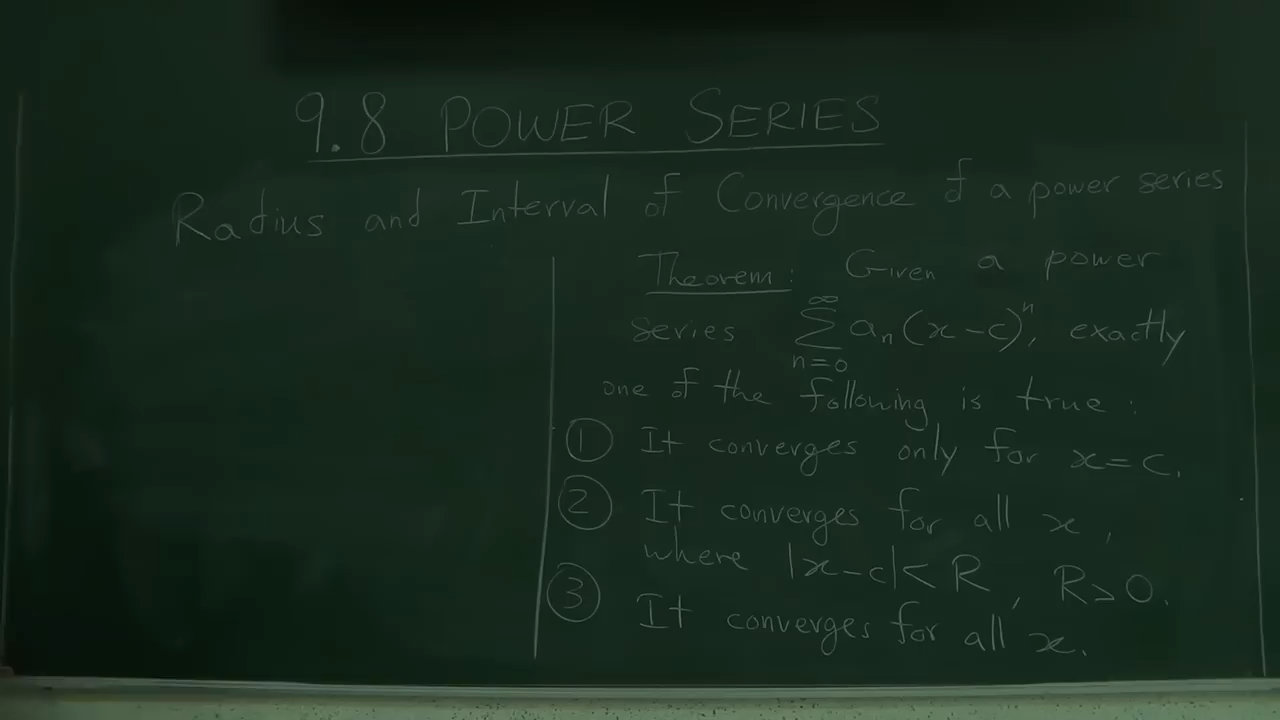 9.8 POWER SERIES
Radius and Interval of Convergence of a power series
Theorem: Given a power
series ∑_{n=0}^{∞} a_n(x-c)^n, exactly
one of the following is true:
① It converges only for x=c.
② It converges for all x,
where |x-c|<R, R>0.
③ It converges for all x.